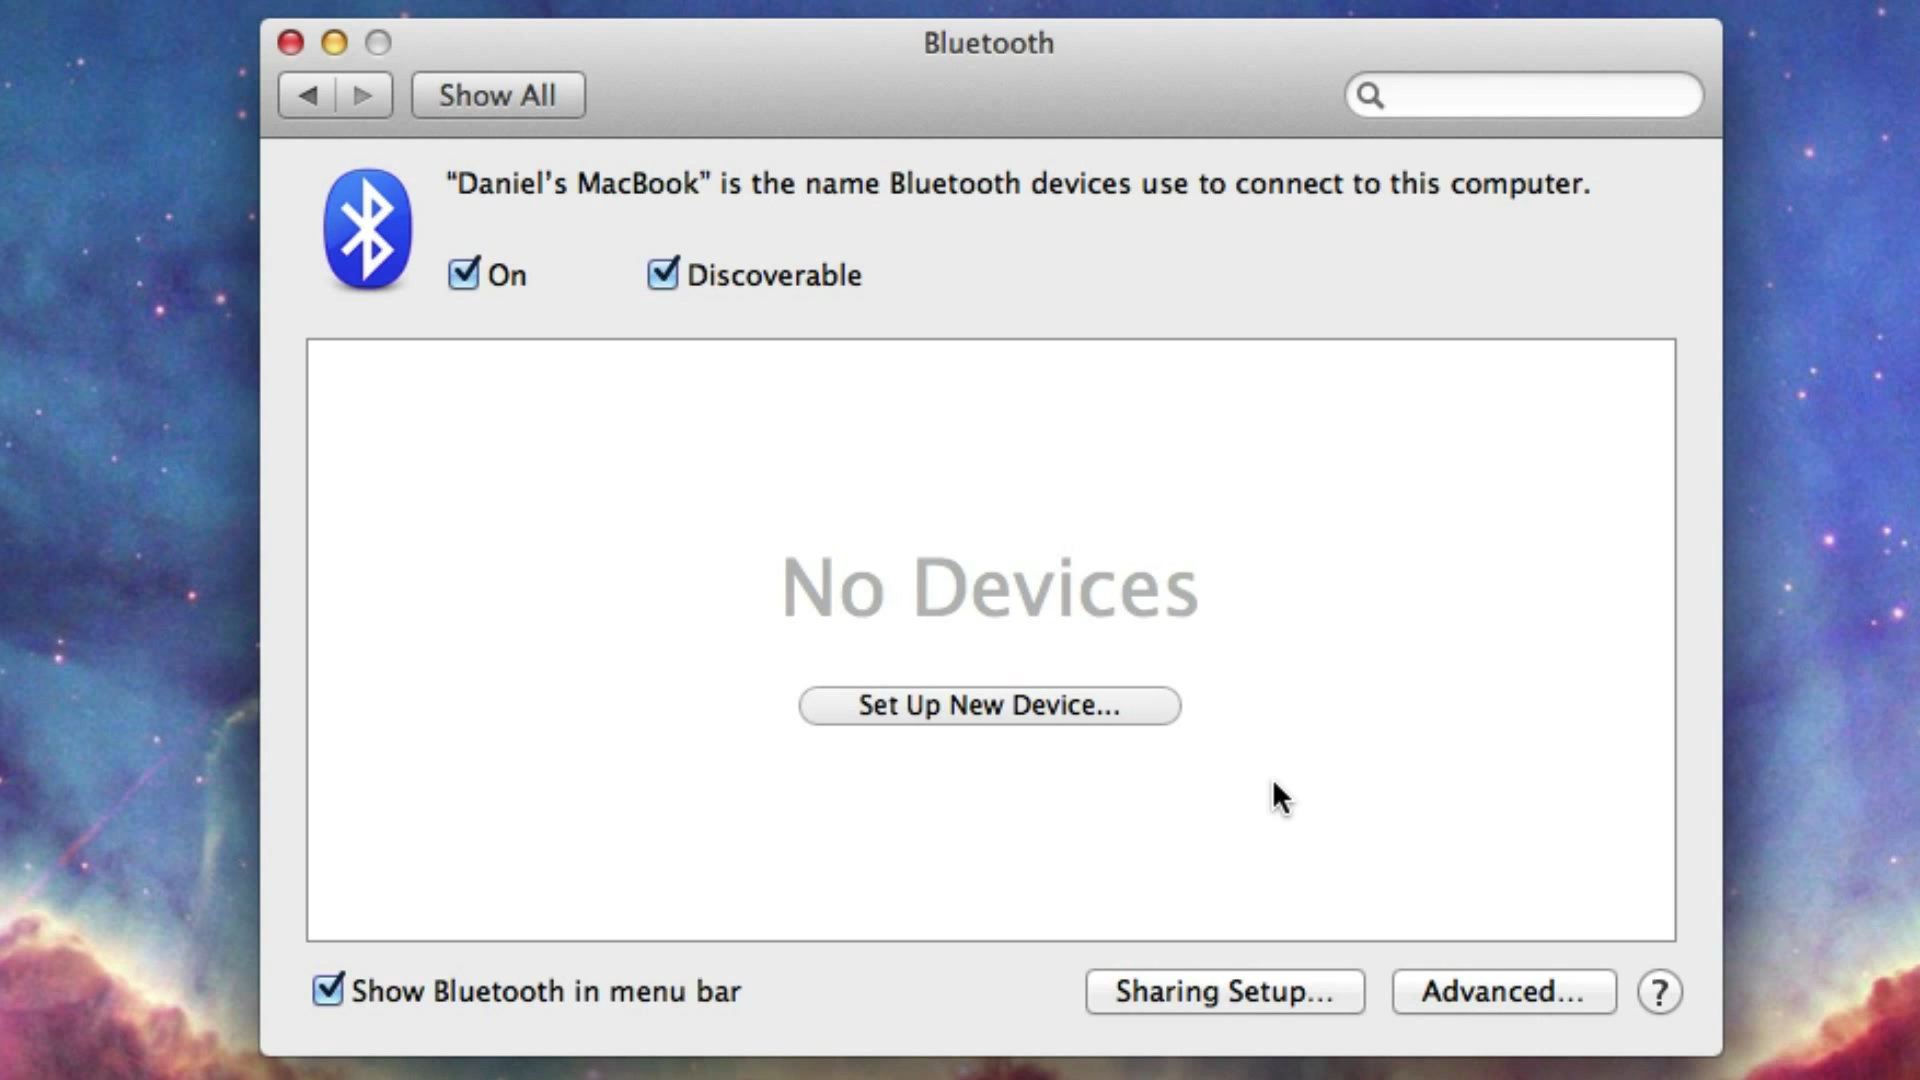 Bluetooth
Show All
“Daniel’s MacBook” is the name Bluetooth devices use to connect to this computer.
On
Discoverable
No Devices
Set Up New Device...
Show Bluetooth in menu bar
Sharing Setup...
Advanced...
?